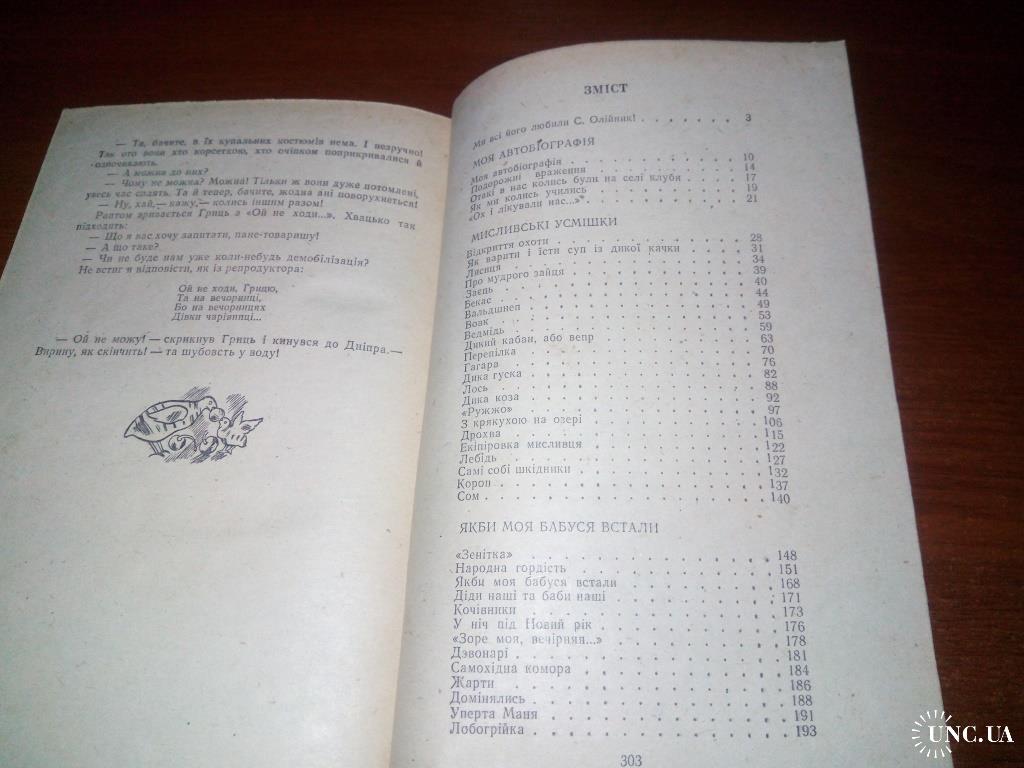 — Та, бачите, в їх купальних костюмів нема. І незручно!
Так ото вони хто корсеткою, хто очіпком поприкривалися й
одпочивають.
— А можна до них?
— Чому не можна? Можна! Тільки ж вони дуже потомлені,
увесь час сплять. Та й тепер, бачите, жодна ані поворухнеться!
— Ну, хай,— кажу,— колись іншим разом!
Раптом зривається Гриць а «Ой не ходи...». Хвацько так
підходить:
— Що я вас хочу запитати, пане-товаришу!
— А що таке?
— Чи не буде нам уже коли-небудь демобілізація?
Не встиг я відповісти, як із репродуктора:
Ой не ходи, Грицю,
Та на вечорниці,
Бо на вечорницях
Дівки чарівниці...
— Ой не можу! — скрикнув Гриць і кинувся до Дніпра.—
Вирину, як скінчить! — та шубовсть у воду!
ЗМІСТ
Ми всі його любили С. Олійник! . . . . . . . 3
МОЯ АВТОБІОГРАФІЯ
Моя автобіографія . . . . . . . . . 10
Подорожні враження . . . . . . . . 14
Отакі в нас колись були на селі клуби . . . . 17
Як ми колись учились . . . . . . . . 19
«Ох і лікували нас...» . . . . . . . . 21
МИСЛИВСЬКІ УСМІШКИ
Відкриття охоти . . . . . . . . . 28
Як варити і їсти суп із дикої качки . . . . . 31
Лисиця . . . . . . . . . . . 34
Про мудрого зайця . . . . . . . . 39
Заєць . . . . . . . . . . . 40
Бекас . . . . . . . . . . . 44
Вальдшнеп . . . . . . . . . . 49
Вовк . . . . . . . . . . . 53
Ведмідь . . . . . . . . . . . 59
Дикий кабан, або вепр . . . . . . . 63
Перепілка . . . . . . . . . . 70
Гагара . . . . . . . . . . . 76
Дика гуска . . . . . . . . . . 82
Лось . . . . . . . . . . . 88
Дика коза . . . . . . . . . . 92
«Ружжо» . . . . . . . . . . 97
З крякухою на озері . . . . . . . . 106
Дрохва . . . . . . . . . . . 115
Екіпіровка мисливця . . . . . . . . 122
Лебідь . . . . . . . . . . . 127
Самі собі шкідники . . . . . . . . 132
Короп . . . . . . . . . . . 137
Сом . . . . . . . . . . . . 140
ЯКБИ МОЯ БАБУСЯ ВСТАЛИ
«Зенітка» . . . . . . . . . . 148
Народна гордість . . . . . . . . . 151
Якби моя бабуся встали . . . . . . . 168
Діди наші та баби наші . . . . . . . 171
Кочівники . . . . . . . . . . 173
У ніч під Новий рік . . . . . . . . 176
«Зоре моя, вечірняя...» . . . . . . . 178
Дзвонарі . . . . . . . . . . 181
Самохідна комора . . . . . . . . . 184
Жарти . . . . . . . . . . . 186
Домінялись . . . . . . . . . . 188
Уперта Маня . . . . . . . . . . 191
Лобогрійка . . . . . . . . . . 193
303
UNC.UA